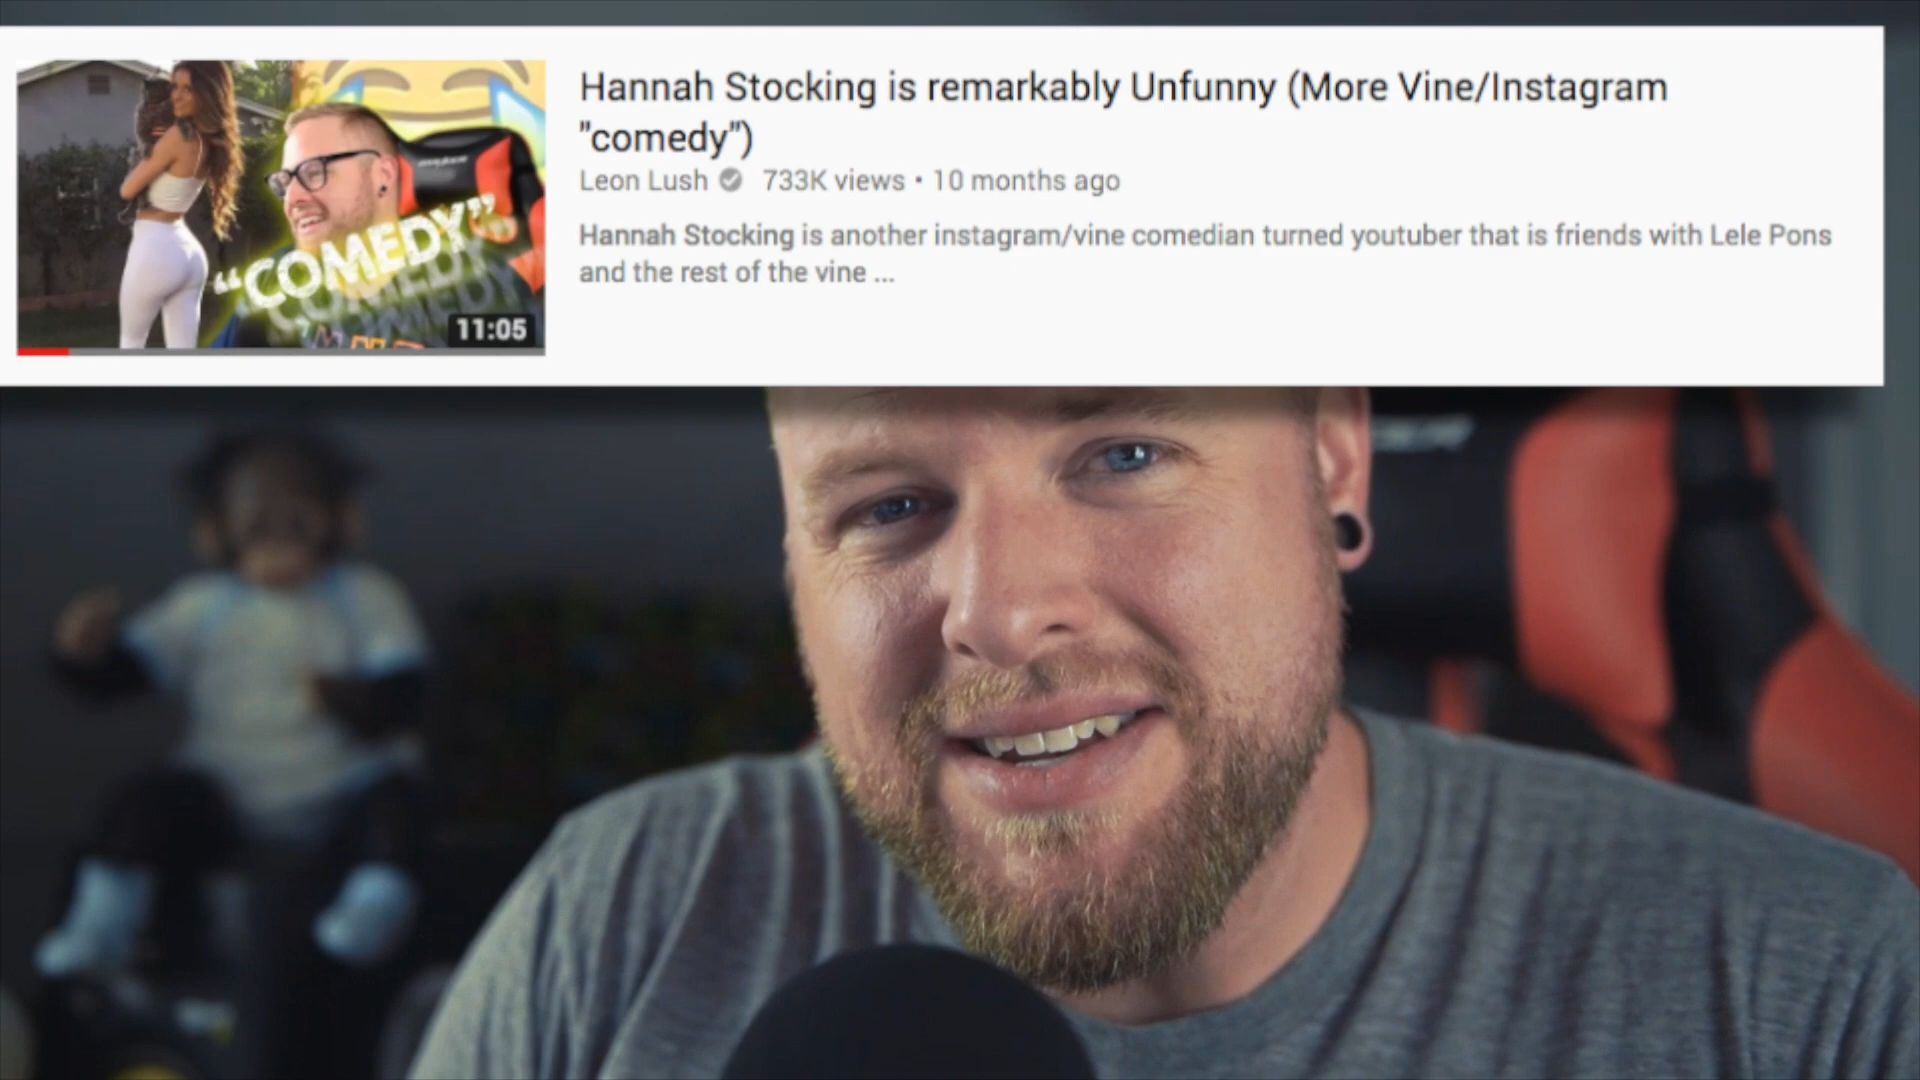 Hannah Stocking is remarkably Unfunny (More Vine/Instagram
"comedy")
Leon Lush 733K views • 10 months ago
Hannah Stocking is another instagram/vine comedian turned youtuber that is friends with Lele Pons
and the rest of the vine ...
“COMEDY”
COMEDY
11:05